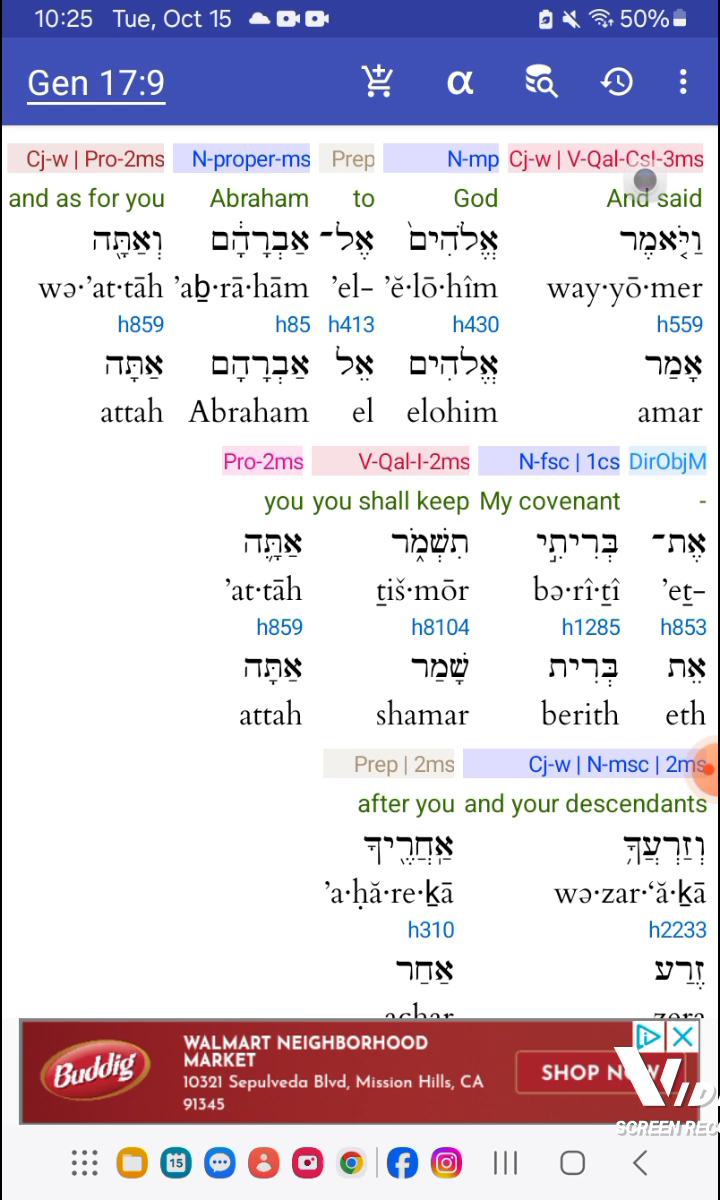 10:25 Tue, Oct 15 50%
Gen 17:9 α
Cj-w | Pro-2ms N-proper-ms Prep N-mp Cj-w | V-Qal-CsI-3ms
and as for you Abraham to God And said
וַיֹּ֤אמֶר אֱלֹהִים֙ אֶל־ אַבְרָהָ֔ם וְאַתָּ֖ה
wə·’at·tāh ’aḇ·rā·hām ’el- ’ĕ·lō·hîm way·yō·mer
h859 h85 h413 h430 h559
אָמַר אֱלֹהִים אֵל אַבְרָהָם אַתָּה
attah Abraham el elohim amar
Pro-2ms V-Qal-I-2ms N-fsc | 1cs DirObjM
you you shall keep My covenant -
אֶת־ בְּרִיתִ֣י תִשְׁמֹ֑ר אַתָּ֛ה
’at·tāh ṯiš·mōr bə·rî·ṯî ’eṯ-
h859 h8104 h1285 h853
אֵת בְּרִית שָׁמַר אַתָּה
attah shamar berith eth
Prep | 2ms Cj-w | N-msc | 2ms
after you and your descendants
וְזַרְעֲךָ֥ אַֽחֲרֶ֖יךָ
’a·ḥă·re·ḵā wə·zar·‘ă·ḵā
h310 h2233
זֶרַע אַחַר
achar zera
Buddig
WALMART NEIGHBORHOOD
MARKET
10321 Sepulveda Blvd, Mission Hills, CA
91345
SHOP NOW
15
SCREEN REC